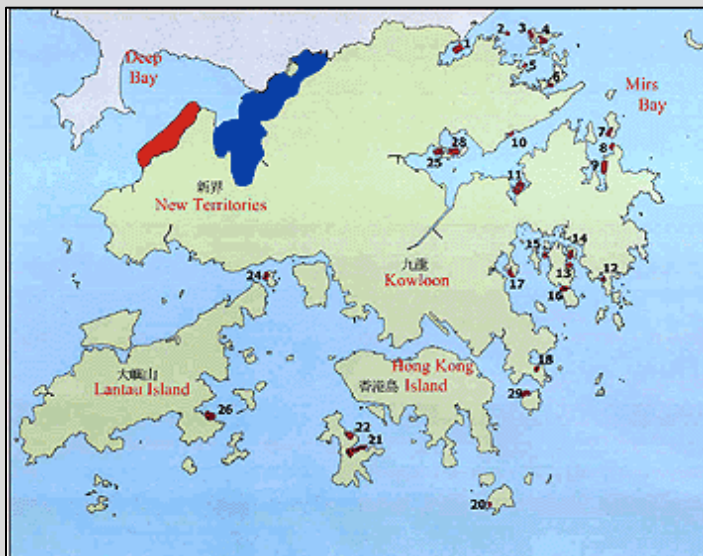 Deep
Bay
Mirs
Bay
新界
New Territories
九龍
Kowloon
大嶼山
Lantau Island
Hong Kong
Island
香港島
1
2
3
4
5
6
7
8
9
10
11
12
13
14
15
16
17
18
20
21
22
24
25
26
28
29